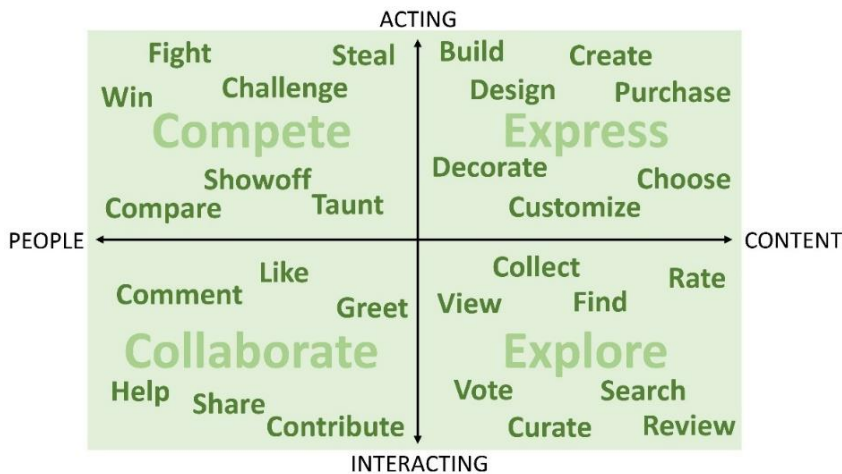 ACTING
Fight
Steal
Build
Create
Win
Challenge
Design
Purchase
Compete
Express
Showoff
Decorate
Choose
Compare
Taunt
Customize
PEOPLE
CONTENT
Like
Collect
Rate
Comment
Greet
View
Find
Collaborate
Explore
Help
Share
Vote
Search
Contribute
Curate
Review
INTERACTING